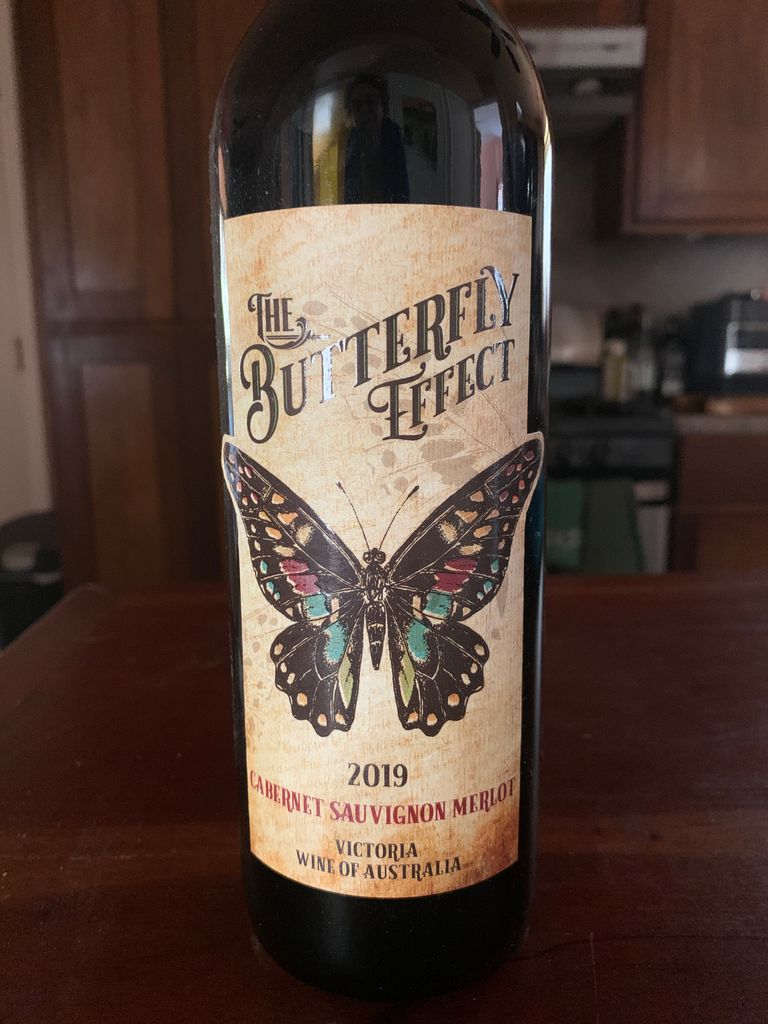 THE
BUTTERFLY
EFFECT
2019
CABERNET SAUVIGNON MERLOT
VICTORIA
WINE OF AUSTRALIA